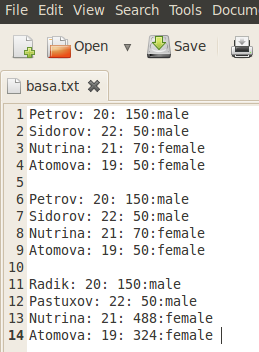 File Edit View Search Tools Docum
Open Save
basa.txt
1 Petrov: 20: 150:male
2 Sidorov: 22: 50:male
3 Nutrina: 21: 70:female
4 Atomova: 19: 50:female
5
6 Petrov: 20: 150:male
7 Sidorov: 22: 50:male
8 Nutrina: 21: 70:female
9 Atomova: 19: 50:female
10
11 Radik: 20: 150:male
12 Pastuxov: 22: 50:male
13 Nutrina: 21: 488:female
14 Atomova: 19: 324:female